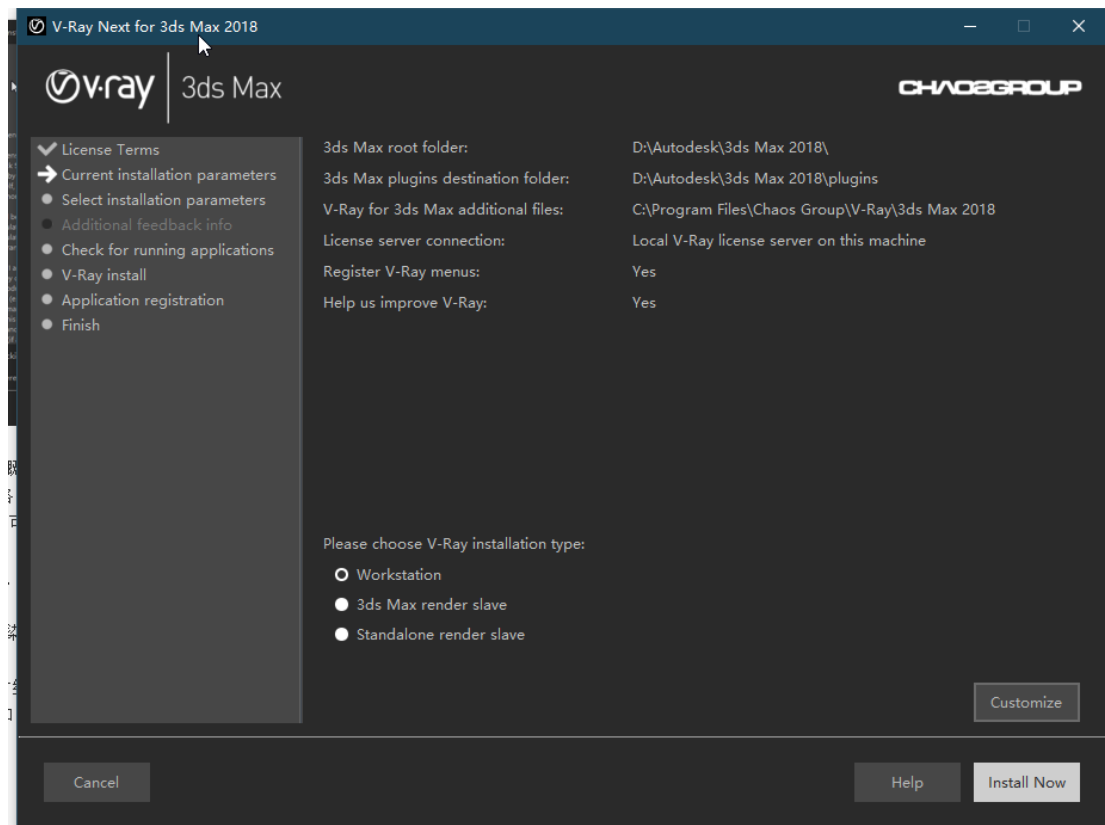 V-Ray Next for 3ds Max 2018
v·ray 3ds Max
CHAOSGROUP
License Terms
Current installation parameters
Select installation parameters
Additional feedback info
Check for running applications
V-Ray install
Application registration
Finish
3ds Max root folder: D:\Autodesk\3ds Max 2018\
3ds Max plugins destination folder: D:\Autodesk\3ds Max 2018\plugins
V-Ray for 3ds Max additional files: C:\Program Files\Chaos Group\V-Ray\3ds Max 2018
License server connection: Local V-Ray license server on this machine
Register V-Ray menus: Yes
Help us improve V-Ray: Yes
Please choose V-Ray installation type:
Workstation
3ds Max render slave
Standalone render slave
Customize
Cancel Help Install Now